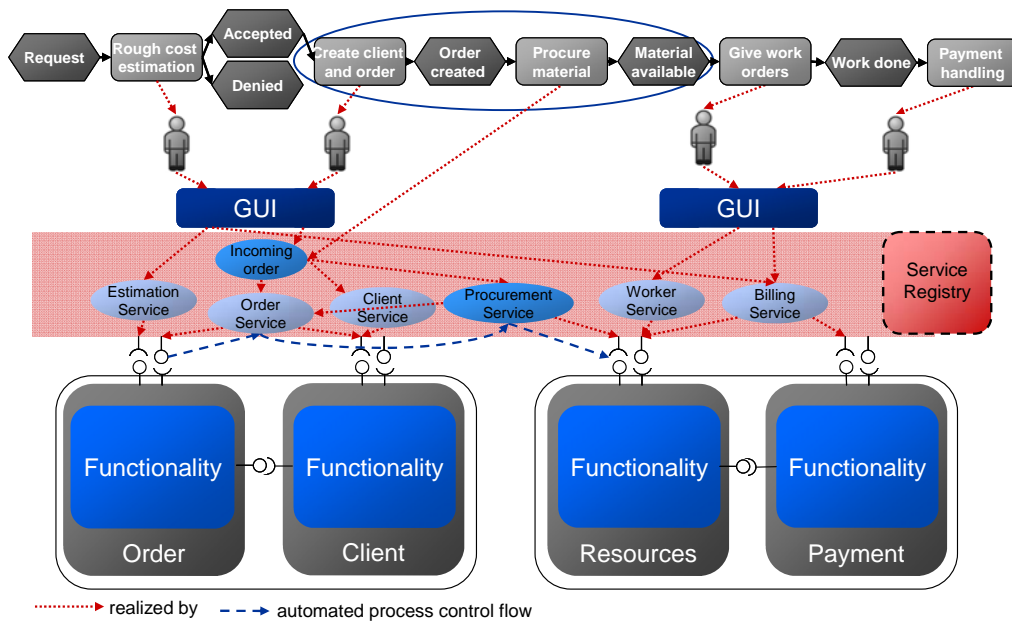 Request
Rough cost
estimation
Accepted
Denied
Create client
and order
Order
created
Procure
material
Material
available
Give work
orders
Work done
Payment
handling
GUI
GUI
Incoming
order
Estimation
Service
Order
Service
Client
Service
Procurement
Service
Worker
Service
Billing
Service
Service
Registry
Functionality
Functionality
Functionality
Functionality
Order
Client
Resources
Payment
realized by
automated process control flow